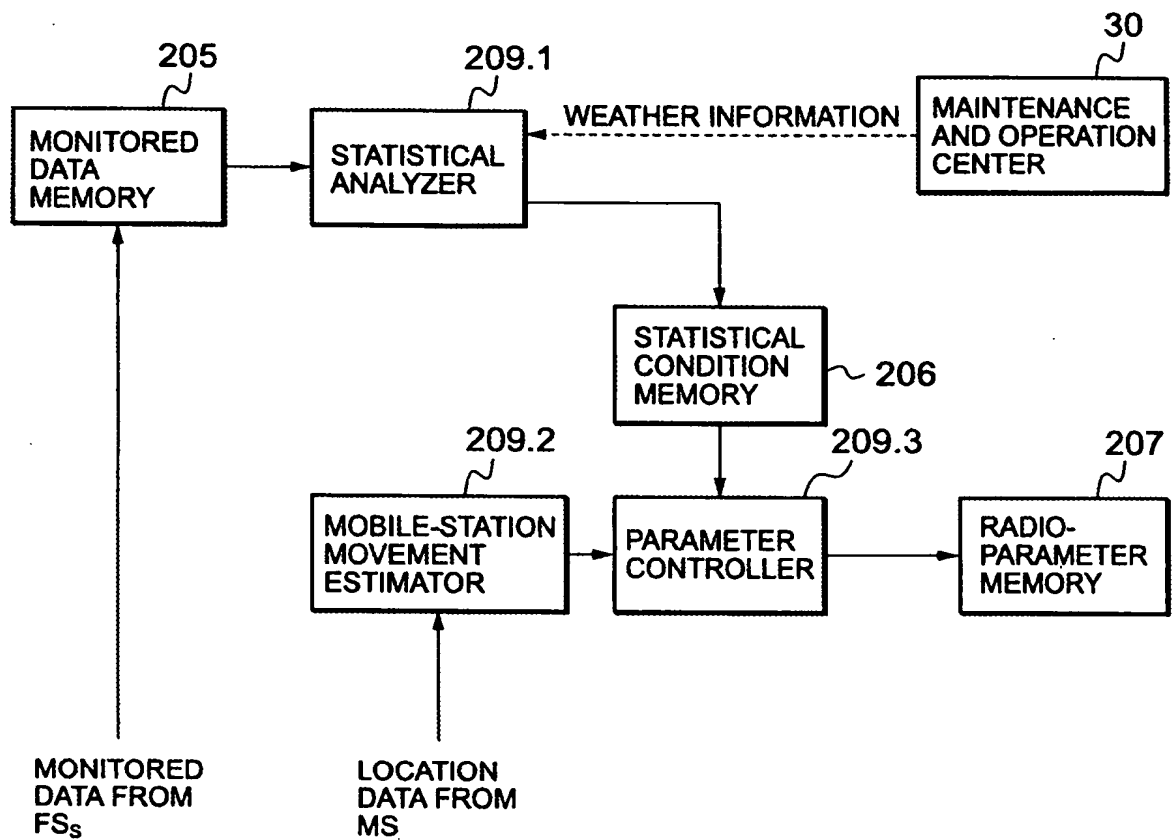 205
209.1
30
MONITORED
DATA
MEMORY
STATISTICAL
ANALYZER
WEATHER INFORMATION
MAINTENANCE
AND OPERATION
CENTER
STATISTICAL
CONDITION
MEMORY
206
209.2
209.3
207
MOBILE-STATION
MOVEMENT
ESTIMATOR
PARAMETER
CONTROLLER
RADIO-
PARAMETER
MEMORY
MONITORED
DATA FROM
FSs
LOCATION
DATA FROM
MS